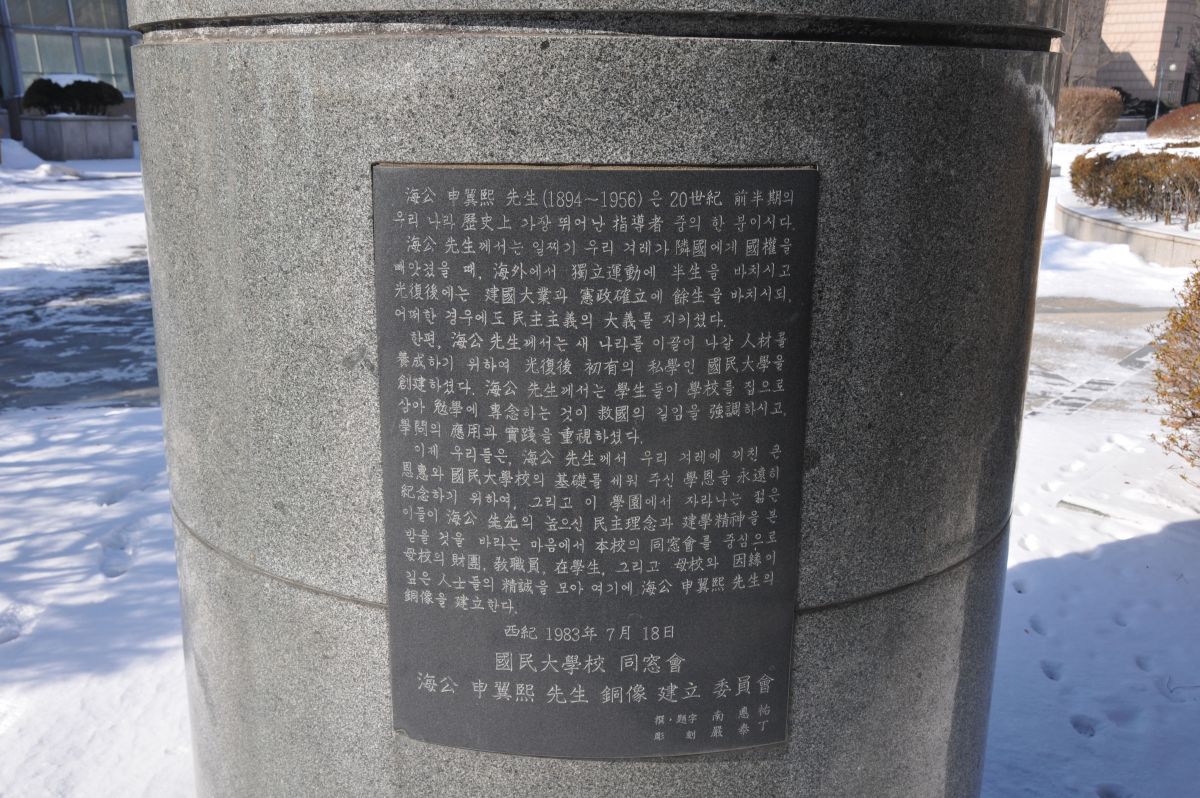 海公 申翼熙 先生(1894～1956)은 20世紀 前半期의
우리 나라 歷史上 가장 뛰어난 指導者 중의 한 분이시다.
海公 先生께서는 일찌기 우리 겨레가 隣國에게 國權을
빼앗겼을 때, 海外에서 獨立運動에 半生을 바치시고
光復後에는 建國大業과 憲政確立에 餘生을 바치시되,
어떠한 경우에도 民主主義의 大義를 지키셨다.
한편, 海公 先生께서는 새 나라를 이끌어 나갈 人材를
養成하기 위하여 光復後 初有의 私學인 國民大學을
創建하셨다. 海公 先生께서는 學生들이 學校를 집으로
삼아 勉學에 專念하는 것이 救國의 길임을 強調하시고,
學問의 應用과 實踐을 重視하셨다.
이제 우리들은, 海公 先生께서 우리 겨레에 끼친 큰
恩惠와 國民大學校의 基礎를 세워 주신 學恩을 永遠히
紀念하기 위하여, 그리고 이 學園에서 자라나는 젊은
이들이 海公 生先의 높으신 民主理念과 建學精神을 본
받을 것을 바라는 마음에서 本校의 同窓會를 중심으로
母校의 財團, 敎職員, 在學生, 그리고 母校와 因緣이
깊은 人士들의 精誠을 모아 여기에 海公 申翼熙 先生의
銅像을 建立한다.
西紀 1983年 7月 18日
國民大學校 同窓會
海公 申翼熙 先生 銅像 建立 委員會
撰·題字 南 惠 祐
彫 刻 嚴 泰 丁